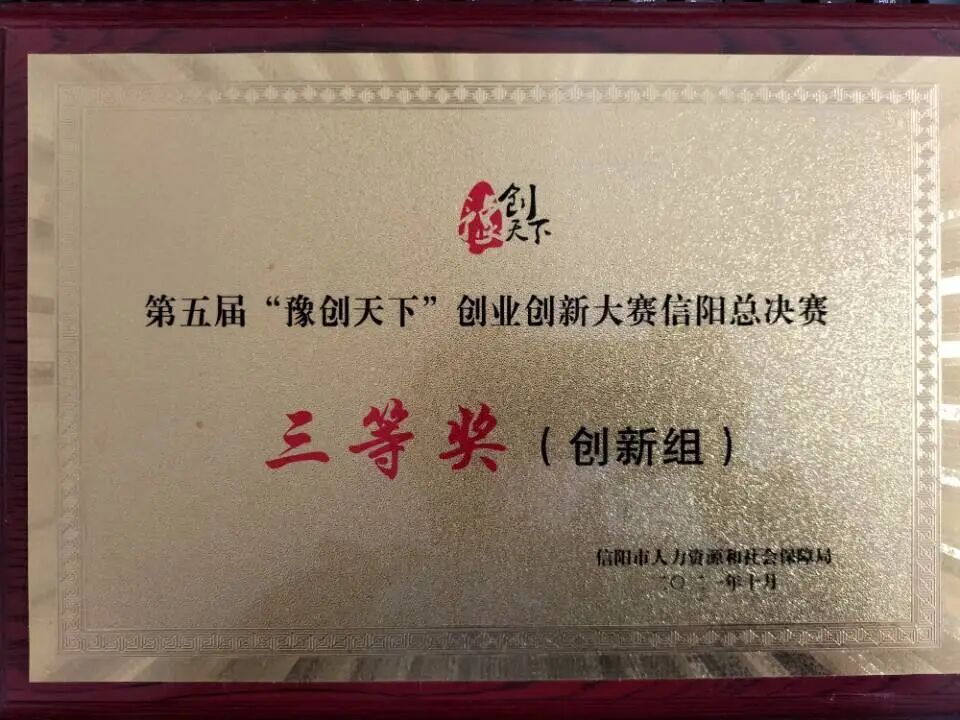 豫创天下
第五届“豫创天下”创业创新大赛信阳总决赛
三等奖（创新组）
信阳市人力资源和社会保障局
二〇二一年十月